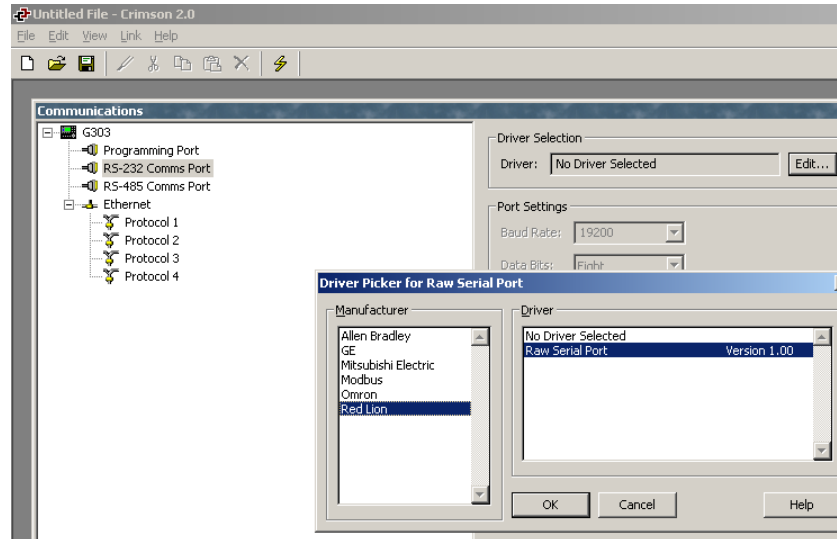 Untitled File - Crimson 2.0
File Edit View Link Help
Communications
G303
Programming Port
RS-232 Comms Port
RS-485 Comms Port
Ethernet
Protocol 1
Protocol 2
Protocol 3
Protocol 4
Driver Selection
Driver: No Driver Selected Edit...
Port Settings
Baud Rate: 19200
Data Bits: Eight
Driver Picker for Raw Serial Port
Manufacturer
Allen Bradley
GE
Mitsubishi Electric
Modbus
Omron
Red Lion
Driver
No Driver Selected
Raw Serial Port Version 1.00
OK Cancel Help